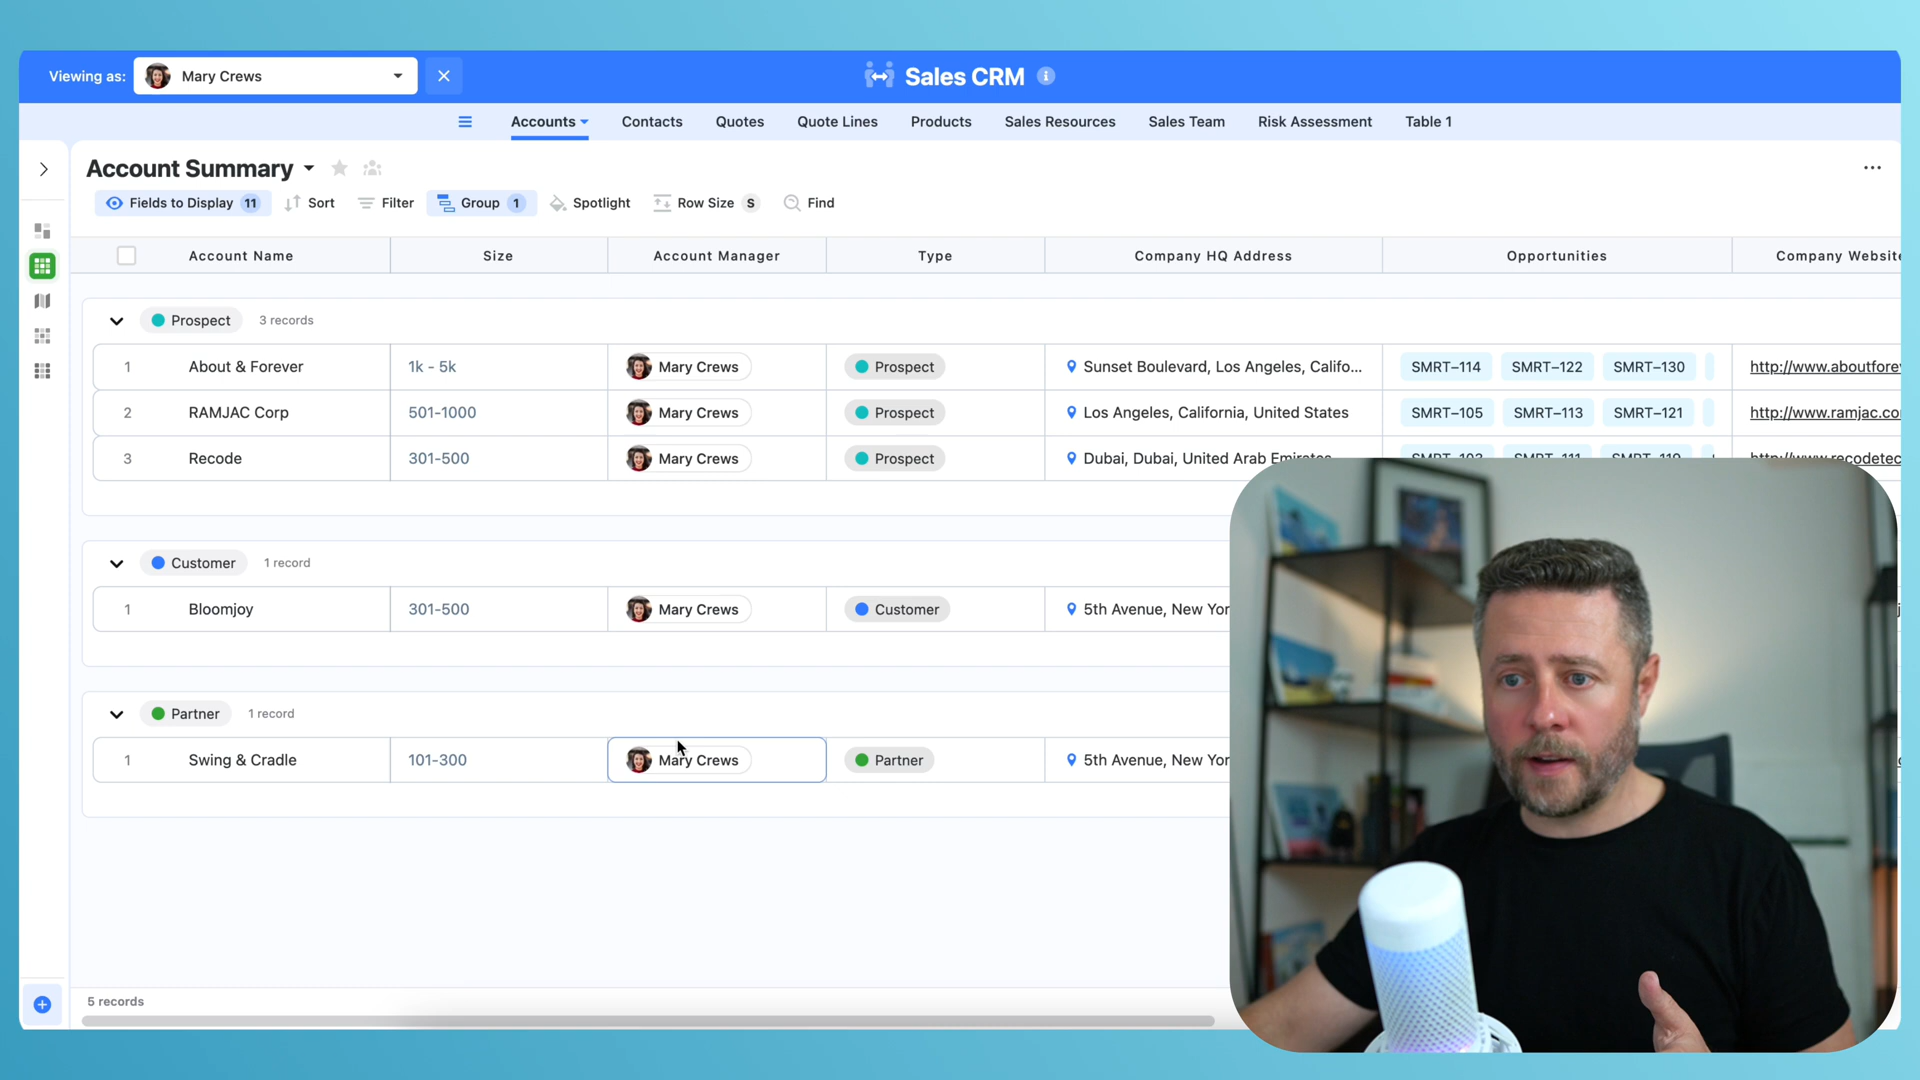 Viewing as: Mary Crews
Sales CRM
Accounts Contacts Quotes Quote Lines Products Sales Resources Sales Team Risk Assessment Table 1
Account Summary
Fields to Display 11 Sort Filter Group 1 Spotlight Row Size S Find
Account Name Size Account Manager Type Company HQ Address Opportunities Company Website
Prospect 3 records
1 About & Forever 1k - 5k Mary Crews Prospect Sunset Boulevard, Los Angeles, Califo... SMRT–114 SMRT–122 SMRT–130 http://www.aboutforev
2 RAMJAC Corp 501-1000 Mary Crews Prospect Los Angeles, California, United States SMRT–105 SMRT–113 SMRT–121 http://www.ramjac.co
3 Recode 301-500 Mary Crews Prospect Dubai, Dubai, United Arab Emirates SMRT–103 SMRT–111 SMRT–119 http://www.recodetec
Customer 1 record
1 Bloomjoy 301-500 Mary Crews Customer 5th Avenue, New Yor
Partner 1 record
1 Swing & Cradle 101-300 Mary Crews Partner 5th Avenue, New Yor
5 records